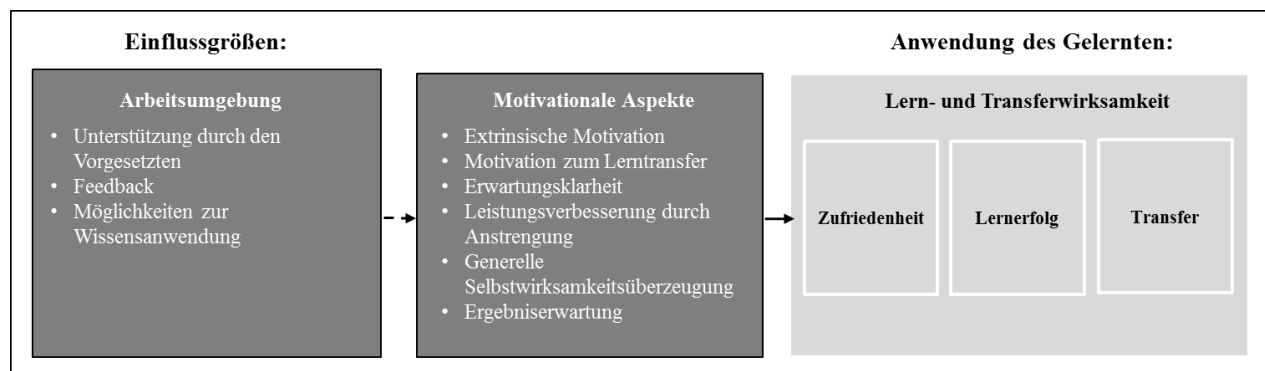 Einflussgrößen:
Arbeitsumgebung
• Unterstützung durch den
Vorgesetzten
• Feedback
• Möglichkeiten zur
Wissensanwendung
Motivationale Aspekte
• Extrinsische Motivation
• Motivation zum Lerntransfer
• Erwartungsklarheit
• Leistungsverbesserung durch
Anstrengung
• Generelle
Selbstwirksamkeitsüberzeugung
• Ergebniserwartung
Anwendung des Gelernten:
Lern- und Transferwirksamkeit
Zufriedenheit
Lernerfolg
Transfer